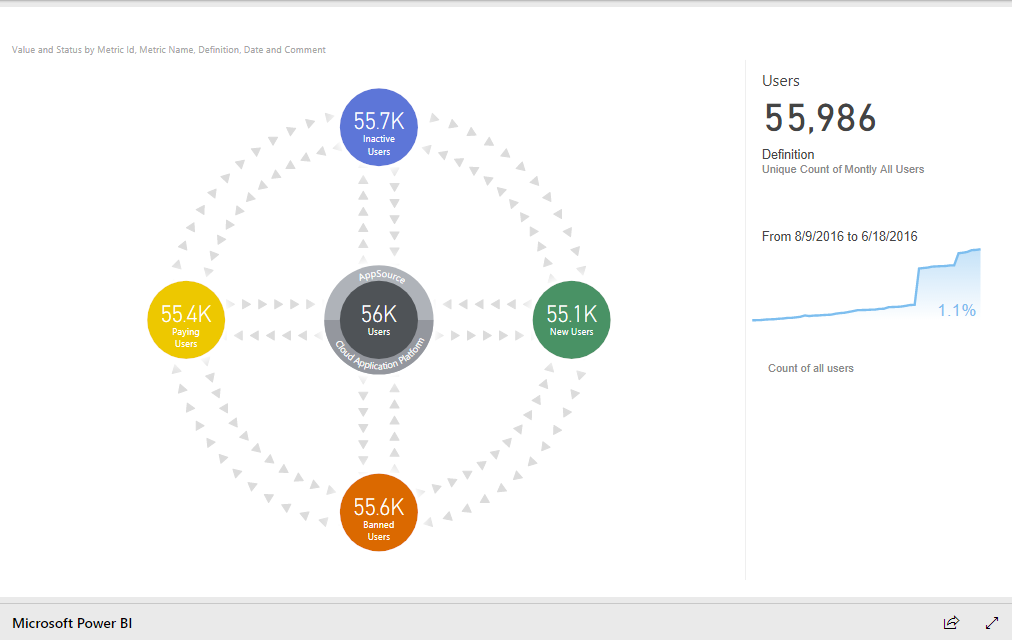 Value and Status by Metric Id, Metric Name, Definition, Date and Comment
55.7K
Inactive
Users
55.4K
Paying
Users
AppSource
56K
Users
Cloud Application Platform
55.1K
New Users
55.6K
Banned
Users
Users
55,986
Definition
Unique Count of Montly All Users
From 8/9/2016 to 6/18/2016
1.1%
Count of all users
Microsoft Power BI